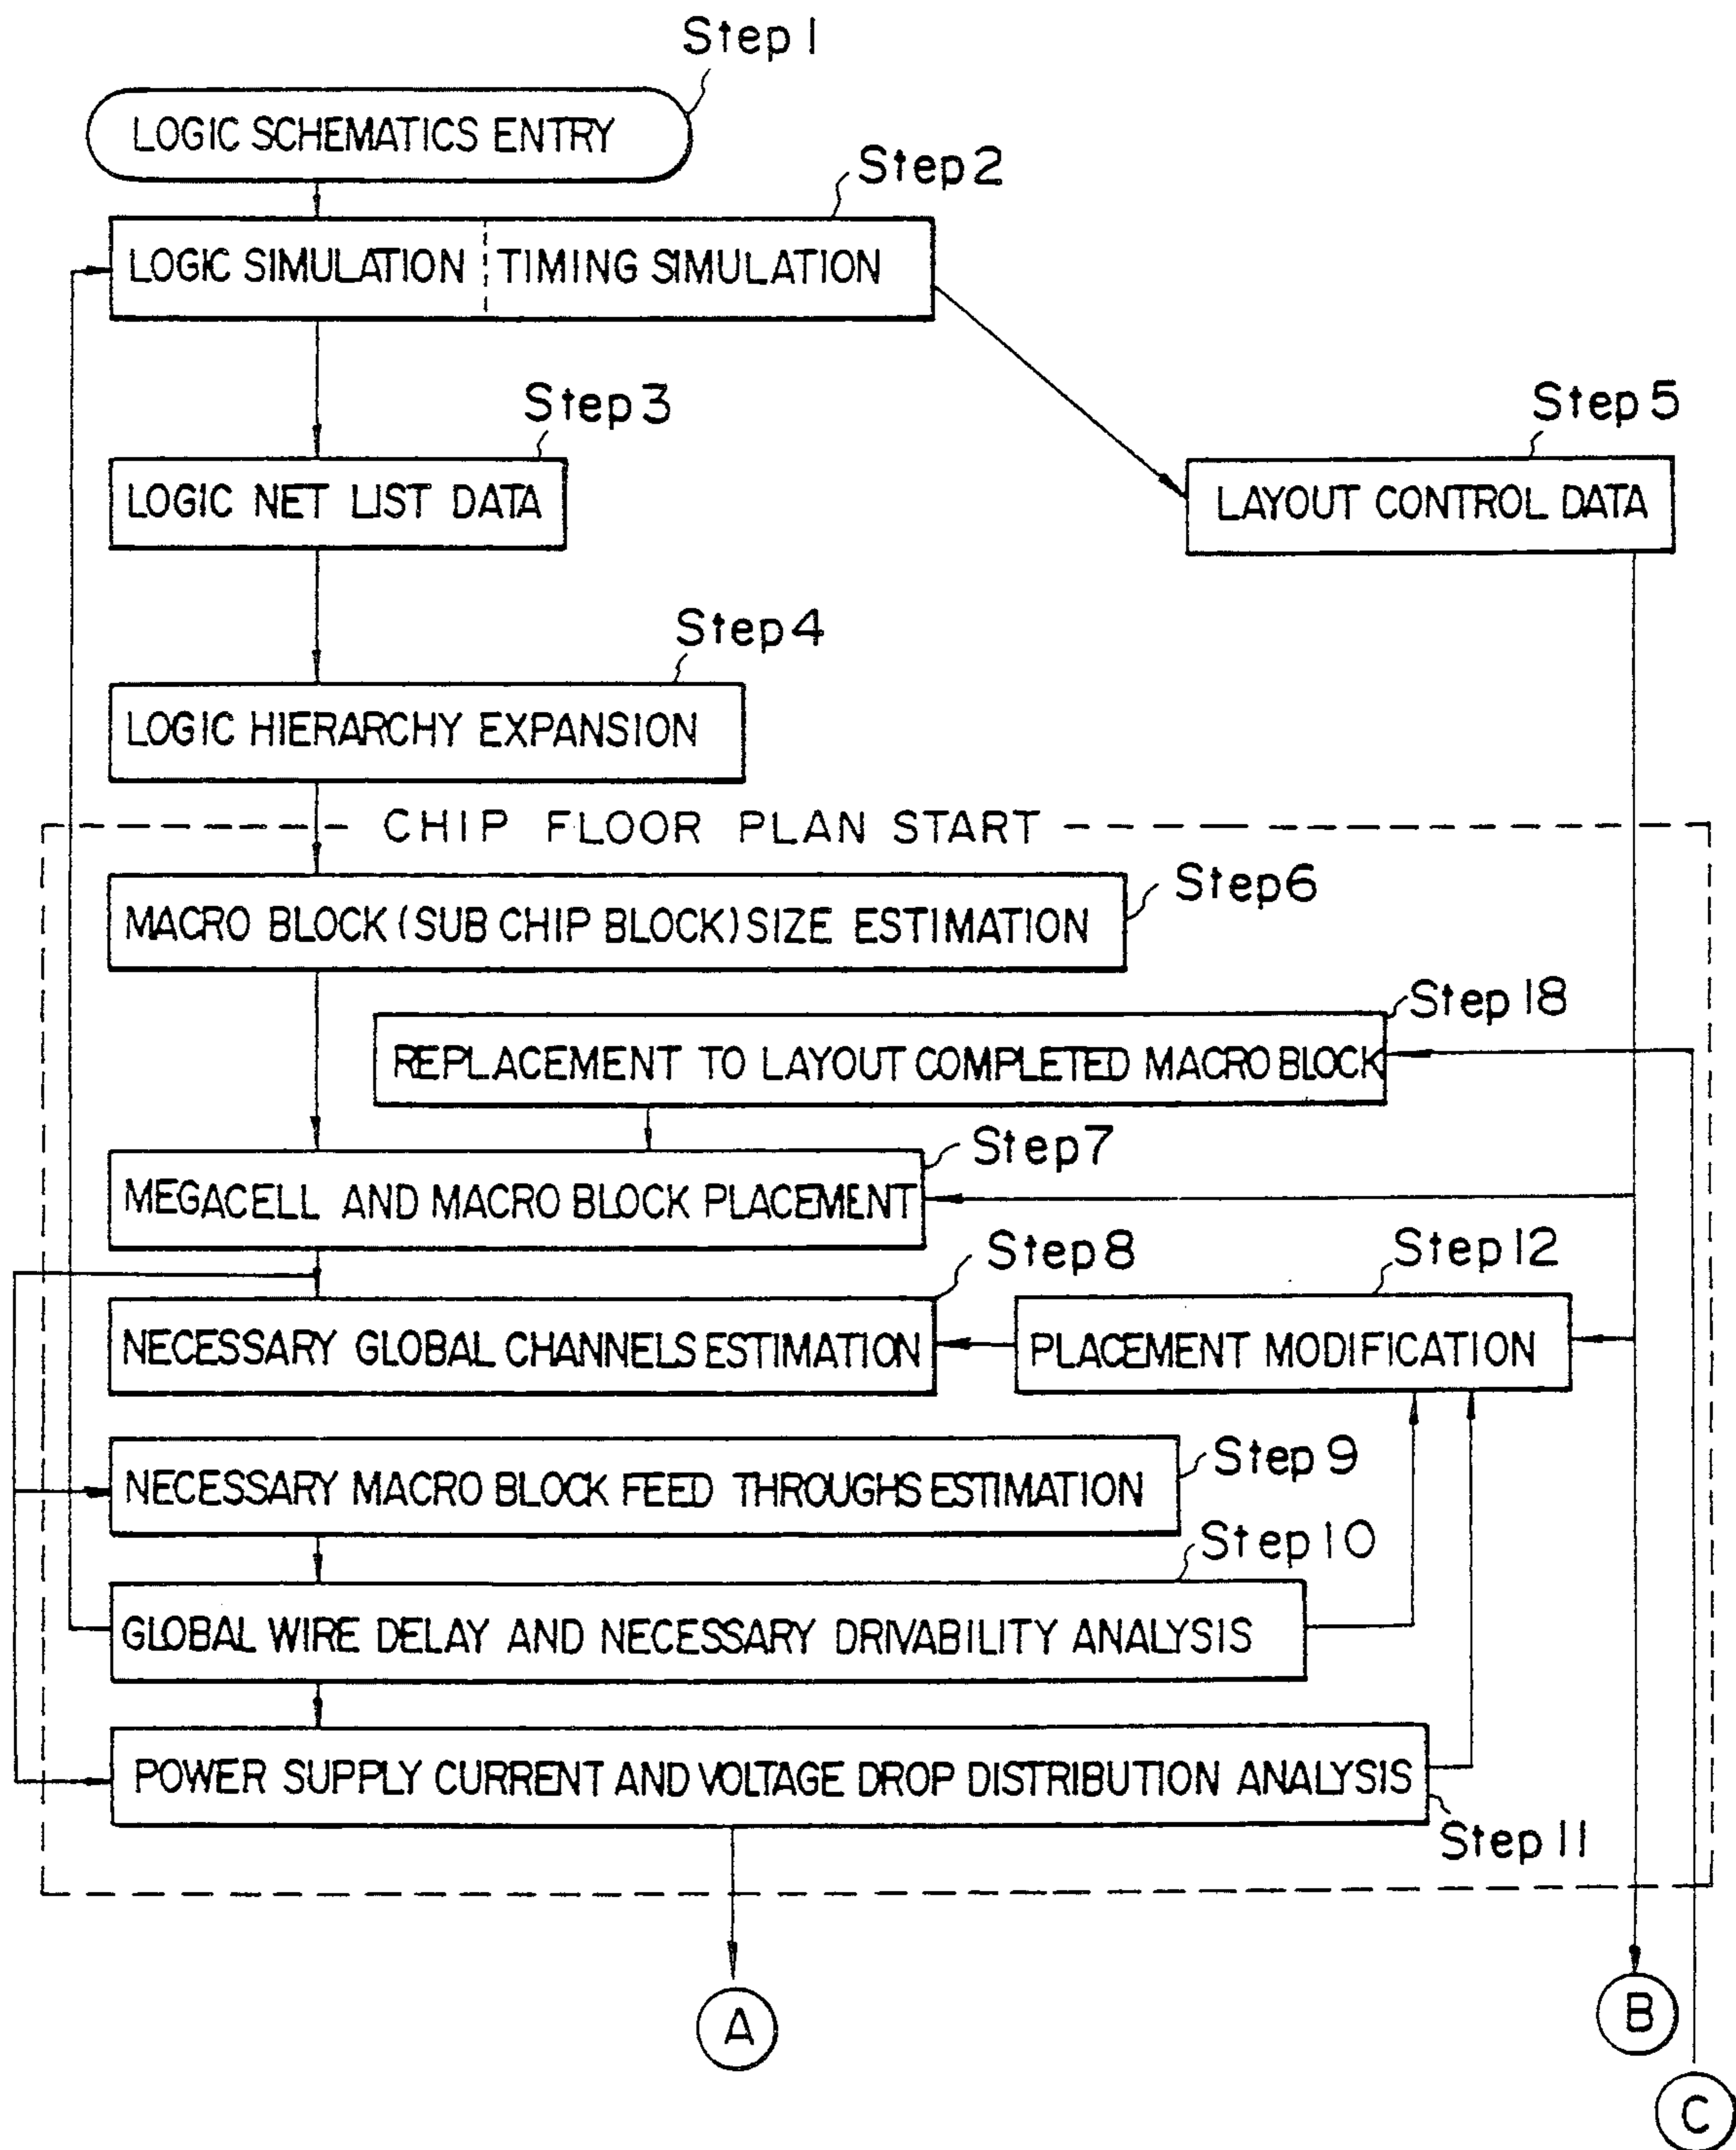 Step 1
LOGIC SCHEMATICS ENTRY
Step 2
LOGIC SIMULATION TIMING SIMULATION
Step 3
Step 5
LOGIC NET LIST DATA
LAYOUT CONTROL DATA
Step 4
LOGIC HIERARCHY EXPANSION
CHIP FLOOR PLAN START
Step 6
MACRO BLOCK (SUB CHIP BLOCK) SIZE ESTIMATION
Step 18
REPLACEMENT TO LAYOUT COMPLETED MACRO BLOCK
Step 7
MEGACELL AND MACRO BLOCK PLACEMENT
Step 8
Step 12
NECESSARY GLOBAL CHANNELS ESTIMATION
PLACEMENT MODIFICATION
Step 9
NECESSARY MACRO BLOCK FEED THROUGHS ESTIMATION
Step 10
GLOBAL WIRE DELAY AND NECESSARY DRIVABILITY ANALYSIS
POWER SUPPLY CURRENT AND VOLTAGE DROP DISTRIBUTION ANALYSIS
Step 11
A
B
C